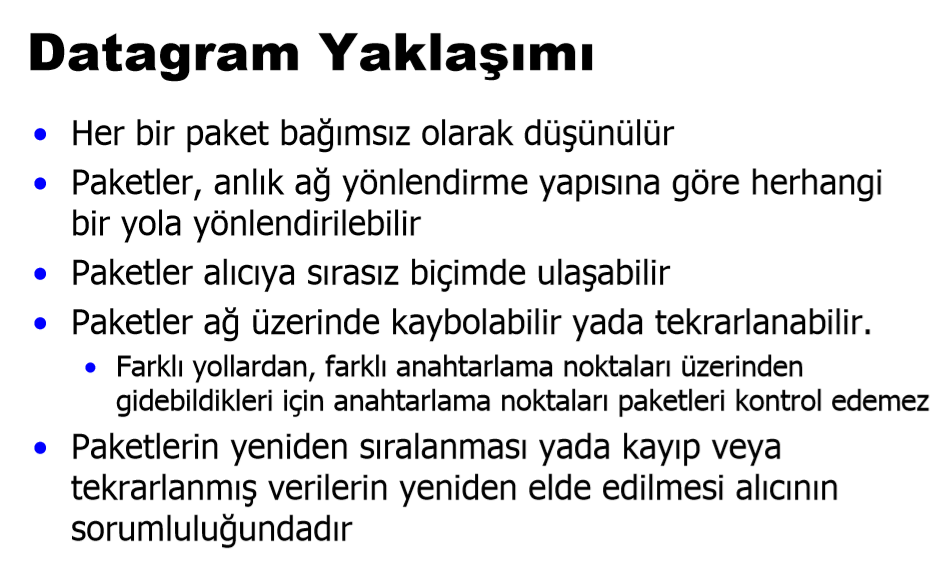 Datagram Yaklaşımı
• Her bir paket bağımsız olarak düşünülür
• Paketler, anlık ağ yönlendirme yapısına göre herhangi
bir yola yönlendirilebilir
• Paketler alıcıya sırasız biçimde ulaşabilir
• Paketler ağ üzerinde kaybolabilir yada tekrarlanabilir.
• Farklı yollardan, farklı anahtarlama noktaları üzerinden
gidebildikleri için anahtarlama noktaları paketleri kontrol edemez
• Paketlerin yeniden sıralanması yada kayıp veya
tekrarlanmış verilerin yeniden elde edilmesi alıcının
sorumluluğundadır